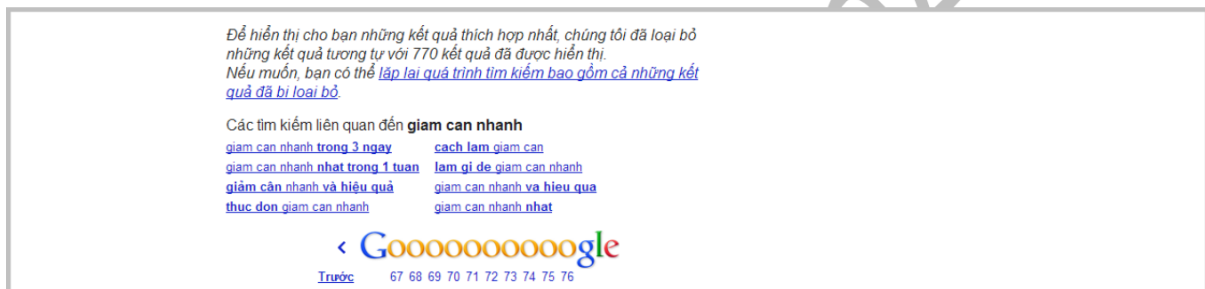 Để hiển thị cho bạn những kết quả thích hợp nhất, chúng tôi đã loại bỏ
những kết quả tương tự với 770 kết quả đã được hiển thị.
Nếu muốn, bạn có thể lặp lại quá trình tìm kiếm bao gồm cả những kết
quả đã bị loại bỏ.
Các tìm kiếm liên quan đến giam can nhanh
giam can nhanh trong 3 ngay cach lam giam can
giam can nhanh nhat trong 1 tuan lam gi de giam can nhanh
giảm cân nhanh và hiệu quả giam can nhanh va hieu qua
thuc don giam can nhanh giam can nhanh nhat
< Goooooooooogle
Trước 67 68 69 70 71 72 73 74 75 76